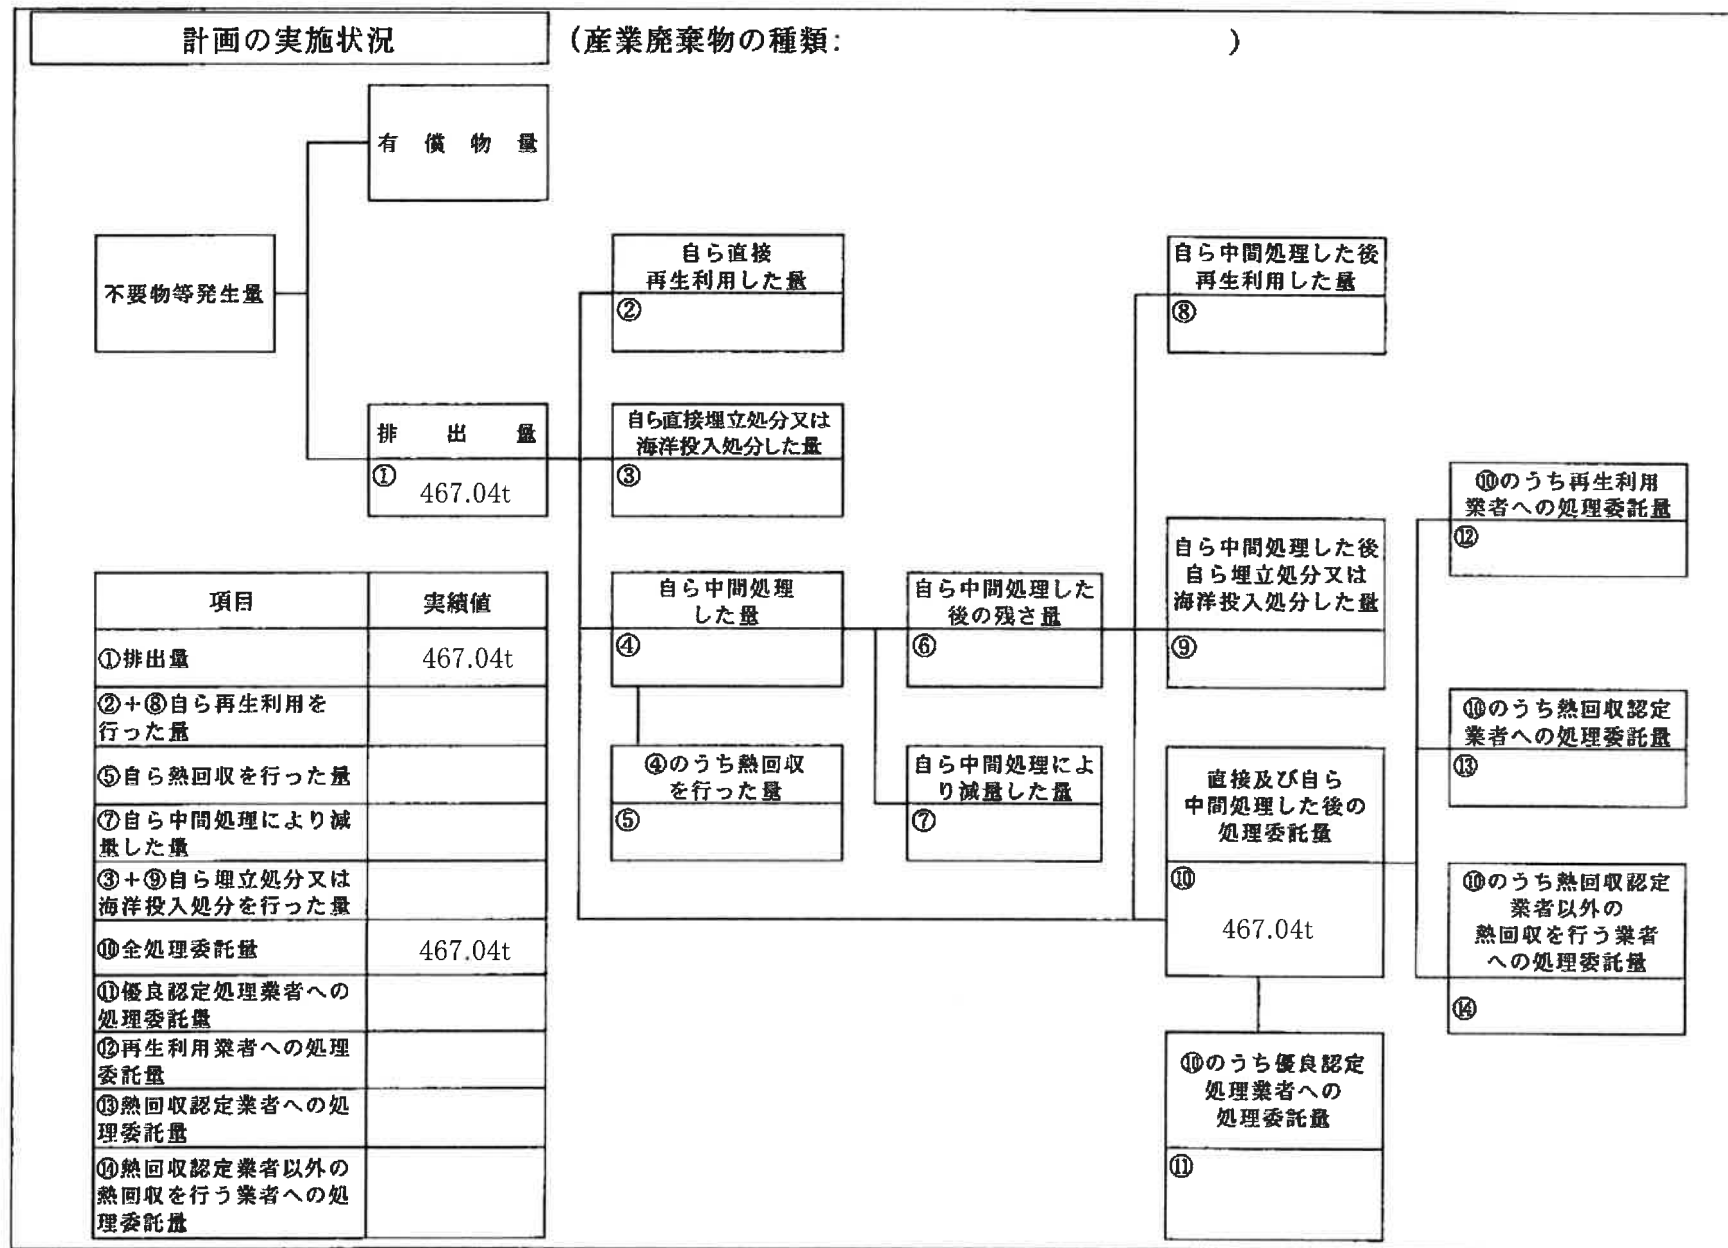 計画の実施状況
(産業廃棄物の種類: )
有償物量
不要物等発生量
自ら直接
再生利用した量
②
自ら中間処理した後
再生利用した量
⑧
排出量
①
467.04t
自ら直接埋立処分又は
海洋投入処分した量
③
⑩のうち再生利用
業者への処理委託量
⑫
自ら中間処理した後
自ら埋立処分又は
海洋投入処分した量
⑨
自ら中間処理
した量
④
自ら中間処理した
後の残さ量
⑥
④のうち熱回収
を行った量
⑤
自ら中間処理によ
り減量した量
⑦
直接及び自ら
中間処理した後の
処理委託量
⑩
467.04t
⑩のうち熱回収認定
業者への処理委託量
⑬
⑩のうち熱回収認定
業者以外の
熱回収を行う業者
への処理委託量
⑭
⑩のうち優良認定
処理業者への
処理委託量
⑪
項目 実績値
①排出量 467.04t
②+⑧自ら再生利用を
行った量
⑤自ら熱回収を行った量
⑦自ら中間処理により減
量した量
③+⑨自ら埋立処分又は
海洋投入処分を行った量
⑩全処理委託量 467.04t
⑪優良認定処理業者への
処理委託量
⑫再生利用業者への処理
委託量
⑬熱回収認定業者への処
理委託量
⑭熱回収認定業者以外の
熱回収を行う業者への処
理委託量